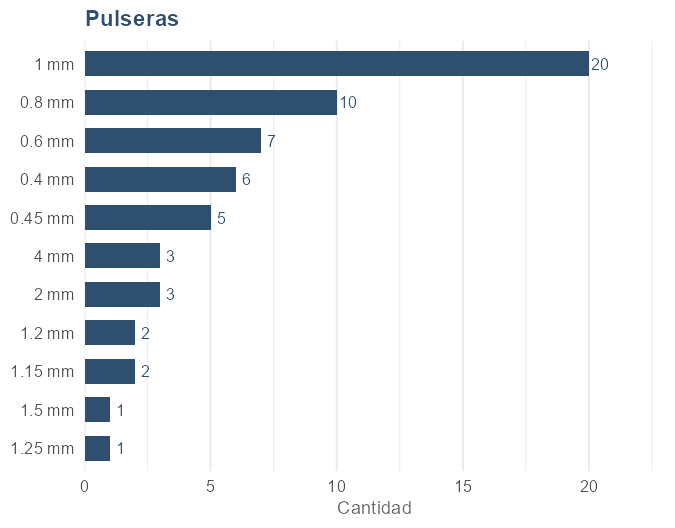 Pulseras
1 mm 20
0.8 mm 10
0.6 mm 7
0.4 mm 6
0.45 mm 5
4 mm 3
2 mm 3
1.2 mm 2
1.15 mm 2
1.5 mm 1
1.25 mm 1
0 5 10 15 20
Cantidad